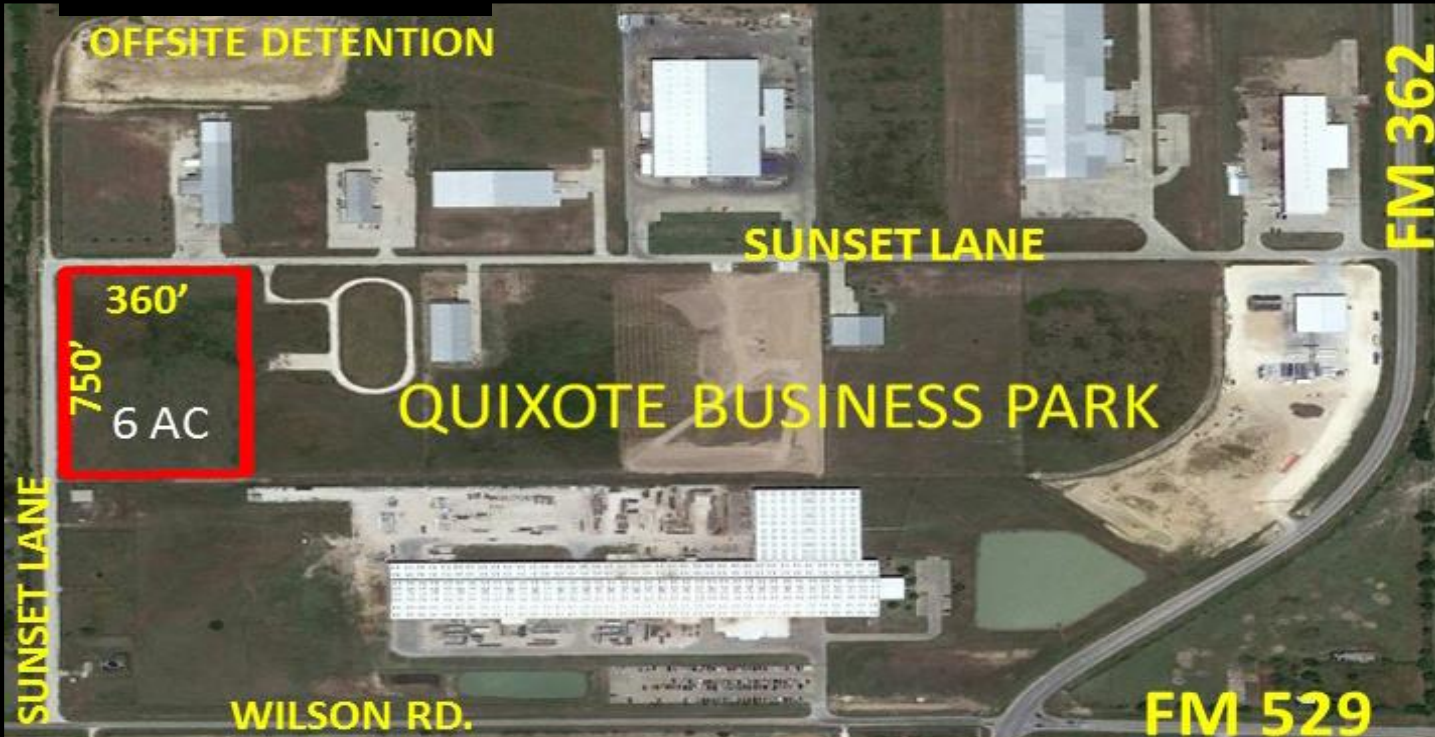 OFFSITE DETENTION
FM 362
SUNSET LANE
360'
750'
6 AC
QUIXOTE BUSINESS PARK
SUNSET LANE
WILSON RD.
FM 529